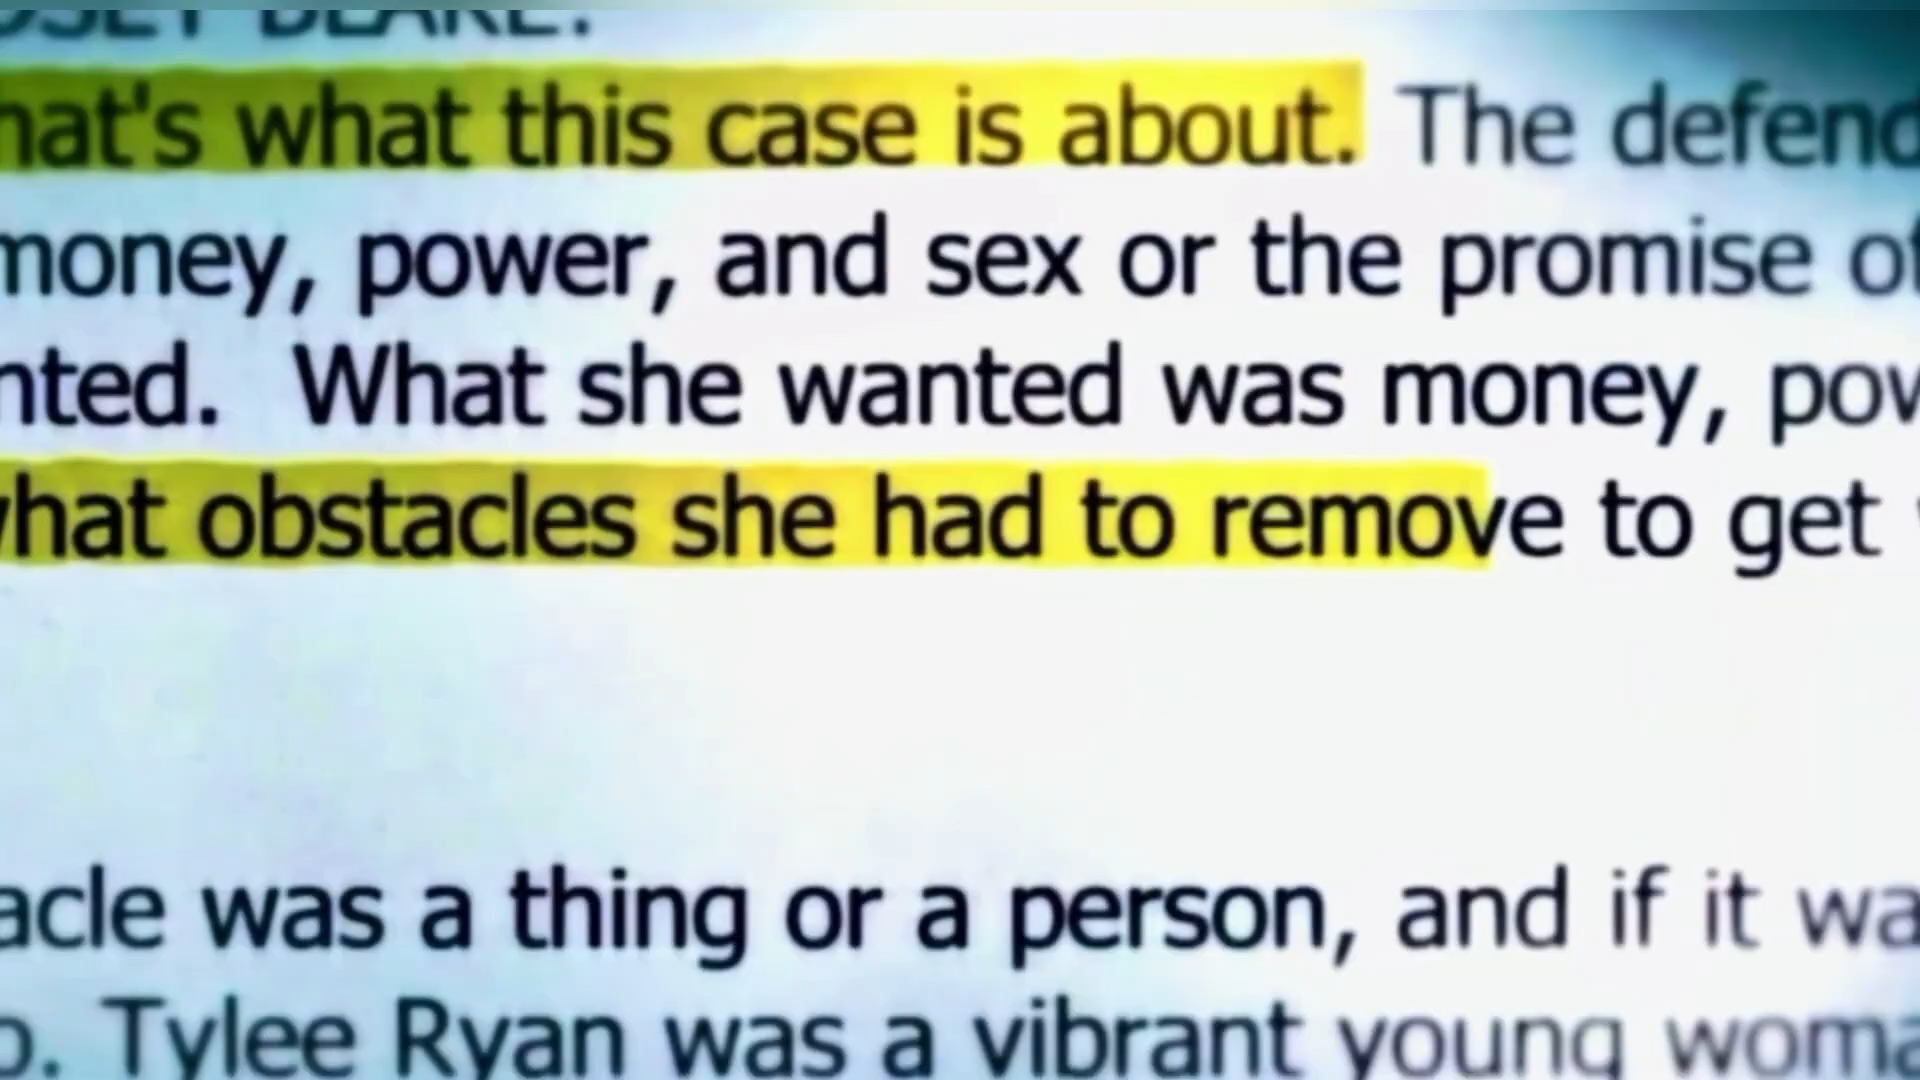 BLAKE:
hat's what this case is about. The defend
money, power, and sex or the promise of
nted. What she wanted was money, pow
what obstacles she had to remove to get
acle was a thing or a person, and if it wa
o. Tylee Ryan was a vibrant young woma